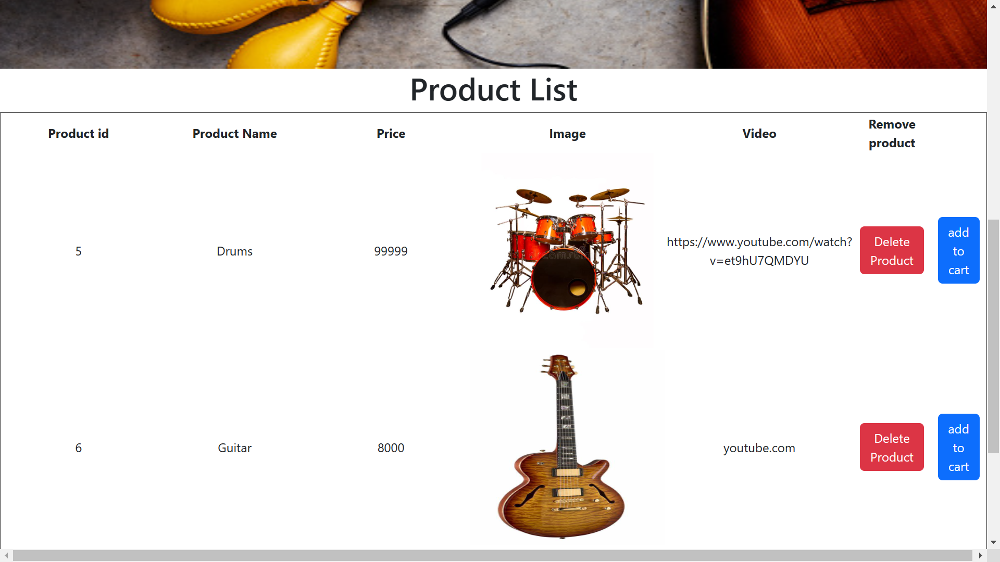 Product List
Product id Product Name Price Image Video Remove
product
5 Drums 99999 https://www.youtube.com/watch?
v=et9hU7QMDYU Delete
Product add
to
cart
6 Guitar 8000 youtube.com Delete
Product add
to
cart